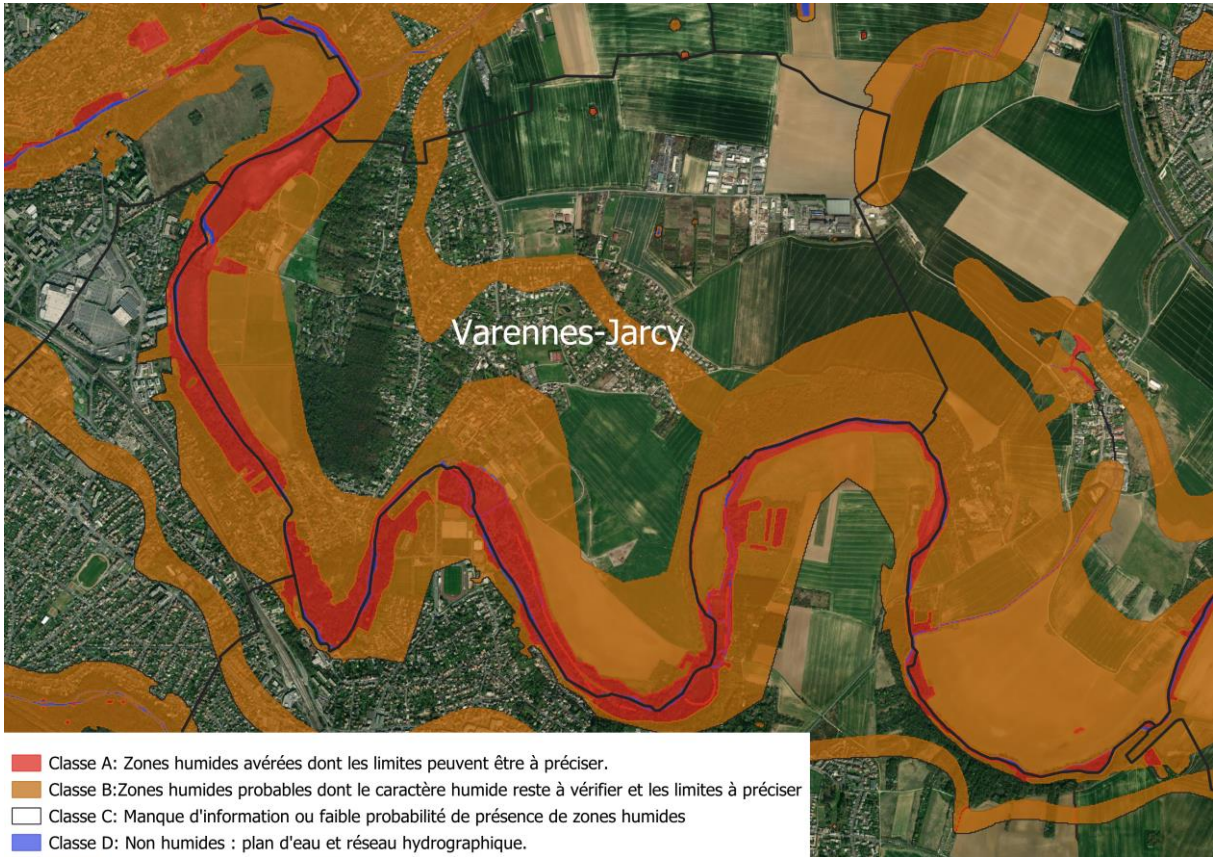 Varennes-Jarcy
Classe A: Zones humides avérées dont les limites peuvent être à préciser.
Classe B:Zones humides probables dont le caractère humide reste à vérifier et les limites à préciser
Classe C: Manque d'information ou faible probabilité de présence de zones humides
Classe D: Non humides : plan d'eau et réseau hydrographique.